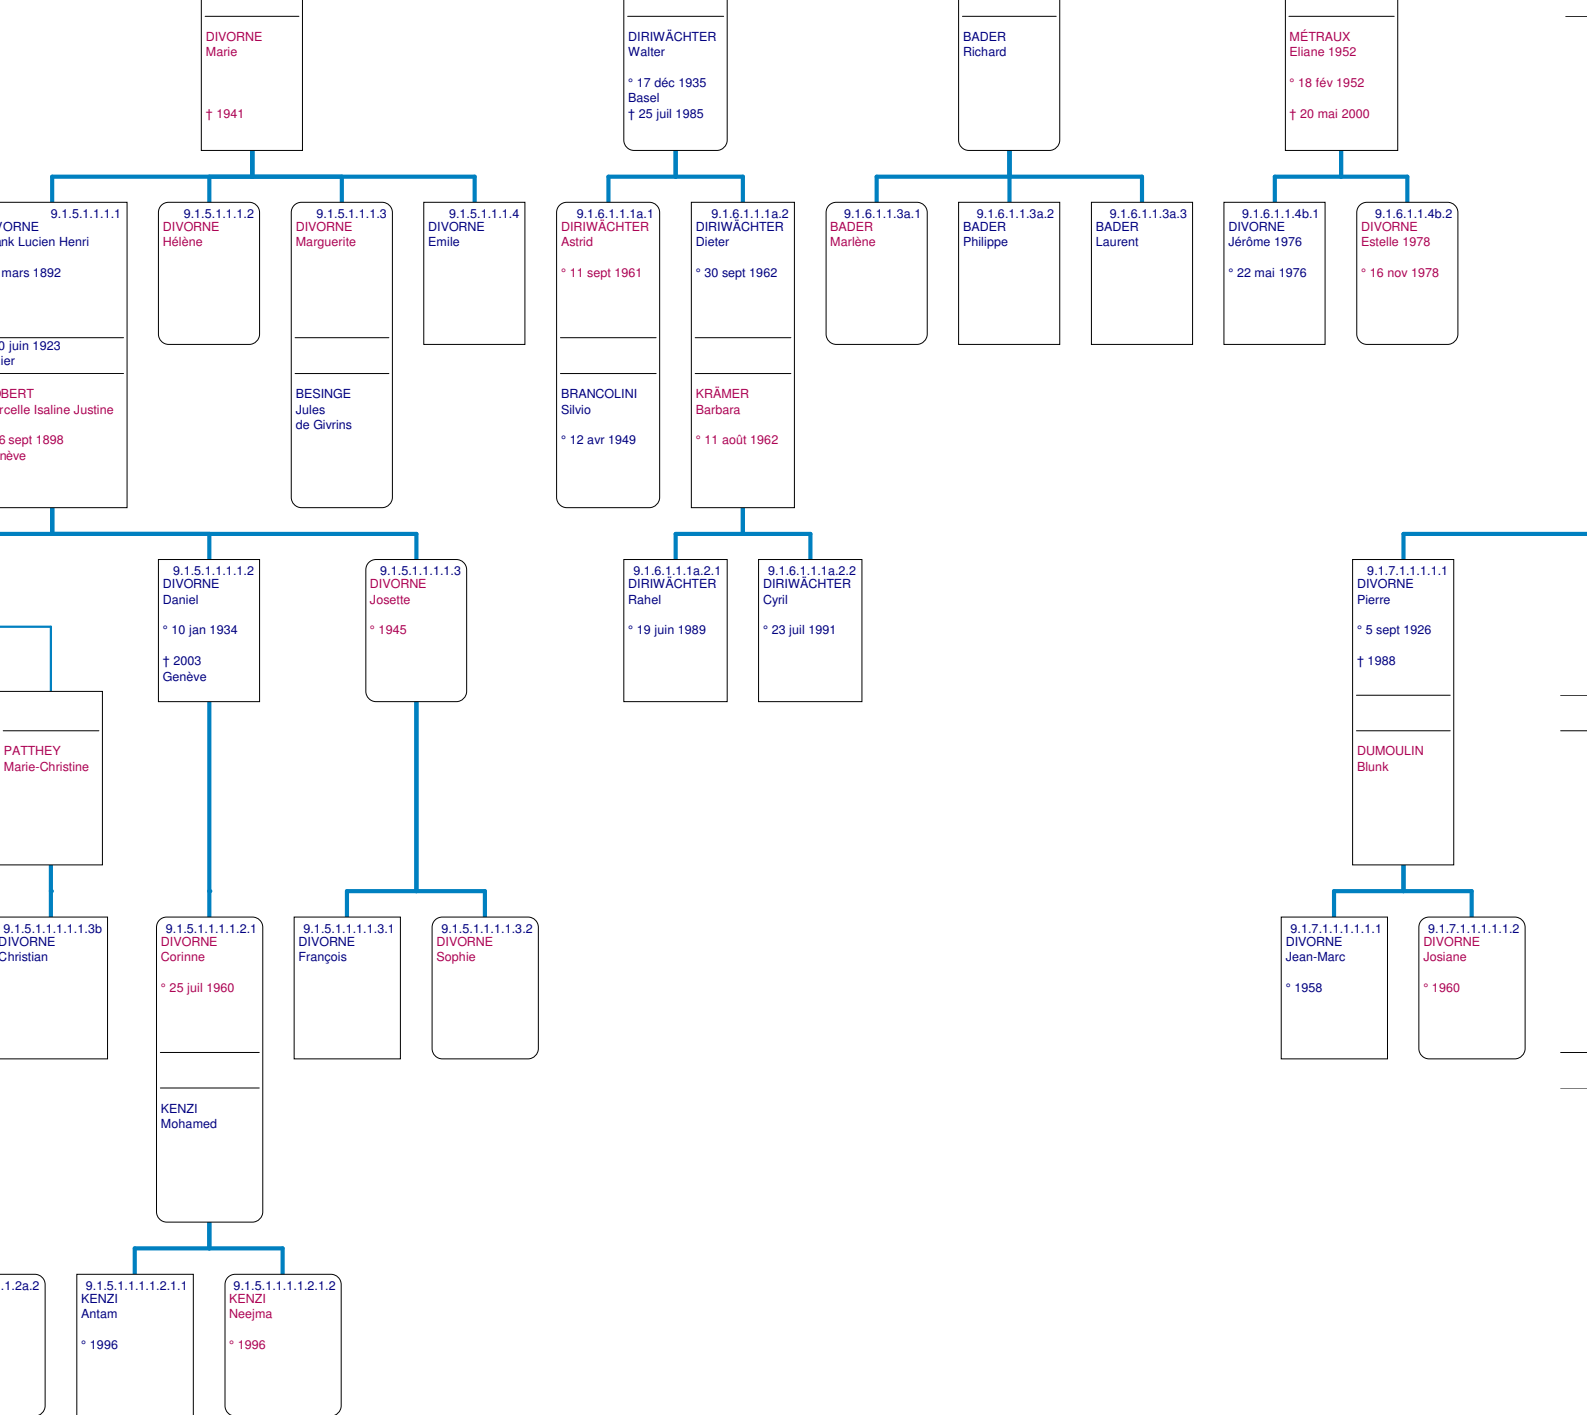 DIVORNE
Marie
† 1941
DIRIWÄCHTER
Walter
° 17 déc 1935
Basel
† 25 juil 1985
BADER
Richard
MÉTRAUX
Eliane 1952
° 18 fév 1952
† 20 mai 2000
9.1.5.1.1.1.1
VORNE
nk Lucien Henri
mars 1892
0 juin 1923
ier
BERT
rcelle Isaline Justine
6 sept 1898
nève
9.1.5.1.1.1.2
DIVORNE
Hélène
9.1.5.1.1.1.3
DIVORNE
Marguerite
BESINGE
Jules
de Givrins
9.1.5.1.1.1.4
DIVORNE
Emile
9.1.6.1.1.1a.1
DIRIWÄCHTER
Astrid
° 11 sept 1961
BRANCOLINI
Silvio
° 12 avr 1949
9.1.6.1.1.1a.2
DIRIWÄCHTER
Dieter
° 30 sept 1962
KRÄMER
Barbara
° 11 août 1962
9.1.6.1.1.3a.1
BADER
Marlène
9.1.6.1.1.3a.2
BADER
Philippe
9.1.6.1.1.3a.3
BADER
Laurent
9.1.6.1.1.4b.1
DIVORNE
Jérôme 1976
° 22 mai 1976
9.1.6.1.1.4b.2
DIVORNE
Estelle 1978
° 16 nov 1978
9.1.5.1.1.1.1.2
DIVORNE
Daniel
° 10 jan 1934
† 2003
Genève
9.1.5.1.1.1.1.3
DIVORNE
Josette
° 1945
9.1.6.1.1.1a.2.1
DIRIWÄCHTER
Rahel
° 19 juin 1989
9.1.6.1.1.1a.2.2
DIRIWÄCHTER
Cyril
° 23 juil 1991
9.1.7.1.1.1.1.1
DIVORNE
Pierre
° 5 sept 1926
† 1988
DUMOULIN
Blunk
PATTHEY
Marie-Christine
9.1.5.1.1.1.1.1.3b
DIVORNE
Christian
9.1.5.1.1.1.1.2.1
DIVORNE
Corinne
° 25 juil 1960
KENZI
Mohamed
9.1.5.1.1.1.1.3.1
DIVORNE
François
9.1.5.1.1.1.1.3.2
DIVORNE
Sophie
9.1.7.1.1.1.1.1.1
DIVORNE
Jean-Marc
° 1958
9.1.7.1.1.1.1.1.2
DIVORNE
Josiane
° 1960
.1.2a.2
9.1.5.1.1.1.1.2.1.1
KENZI
Antam
° 1996
9.1.5.1.1.1.1.2.1.2
KENZI
Neejma
° 1996